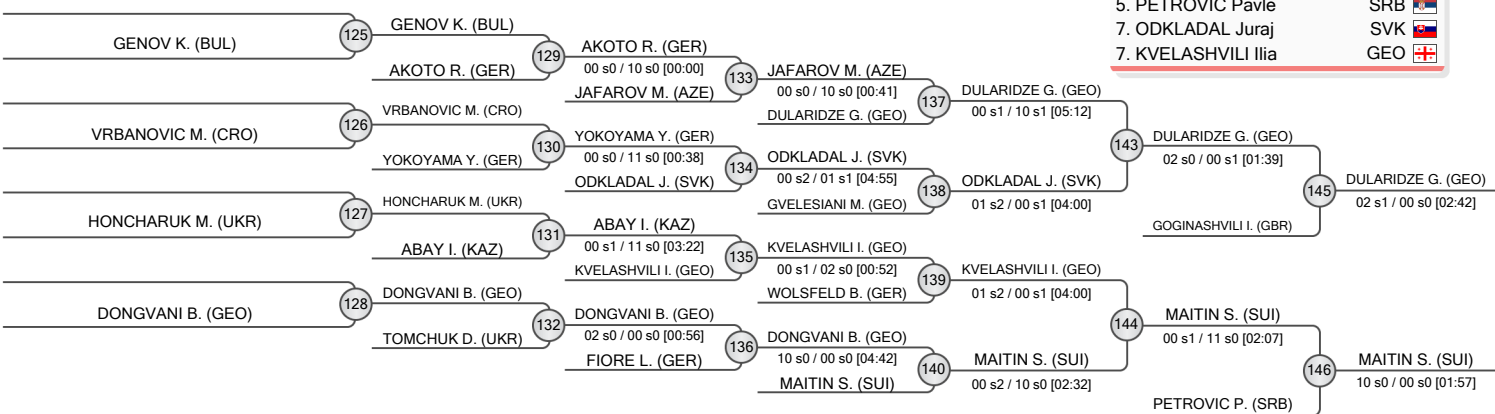 5. PETROVIC Pavle SRB
7. ODKLADAL Juraj SVK
7. KVELASHVILI Ilia GEO
GENOV K. (BUL)
125
GENOV K. (BUL)
AKOTO R. (GER)
129
AKOTO R. (GER)
00 s0 / 10 s0 [00:00]
JAFAROV M. (AZE)
133
JAFAROV M. (AZE)
00 s0 / 10 s0 [00:41]
DULARIDZE G. (GEO)
137
DULARIDZE G. (GEO)
00 s1 / 10 s1 [05:12]
VRBANOVIC M. (CRO)
126
VRBANOVIC M. (CRO)
YOKOYAMA Y. (GER)
130
YOKOYAMA Y. (GER)
00 s0 / 11 s0 [00:38]
ODKLADAL J. (SVK)
134
ODKLADAL J. (SVK)
00 s2 / 01 s1 [04:55]
GVELESIANI M. (GEO)
138
ODKLADAL J. (SVK)
01 s2 / 00 s1 [04:00]
143
DULARIDZE G. (GEO)
02 s0 / 00 s1 [01:39]
GOGINASHVILI I. (GBR)
145
DULARIDZE G. (GEO)
02 s1 / 00 s0 [02:42]
HONCHARUK M. (UKR)
127
HONCHARUK M. (UKR)
ABAY I. (KAZ)
131
ABAY I. (KAZ)
00 s1 / 11 s0 [03:22]
KVELASHVILI I. (GEO)
135
KVELASHVILI I. (GEO)
00 s1 / 02 s0 [00:52]
WOLSFELD B. (GER)
139
KVELASHVILI I. (GEO)
01 s2 / 00 s1 [04:00]
DONGVANI B. (GEO)
128
DONGVANI B. (GEO)
TOMCHUK D. (UKR)
132
DONGVANI B. (GEO)
02 s0 / 00 s0 [00:56]
FIORE L. (GER)
136
DONGVANI B. (GEO)
10 s0 / 00 s0 [04:42]
MAITIN S. (SUI)
140
MAITIN S. (SUI)
00 s2 / 10 s0 [02:32]
144
MAITIN S. (SUI)
00 s1 / 11 s0 [02:07]
PETROVIC P. (SRB)
146
MAITIN S. (SUI)
10 s0 / 00 s0 [01:57]